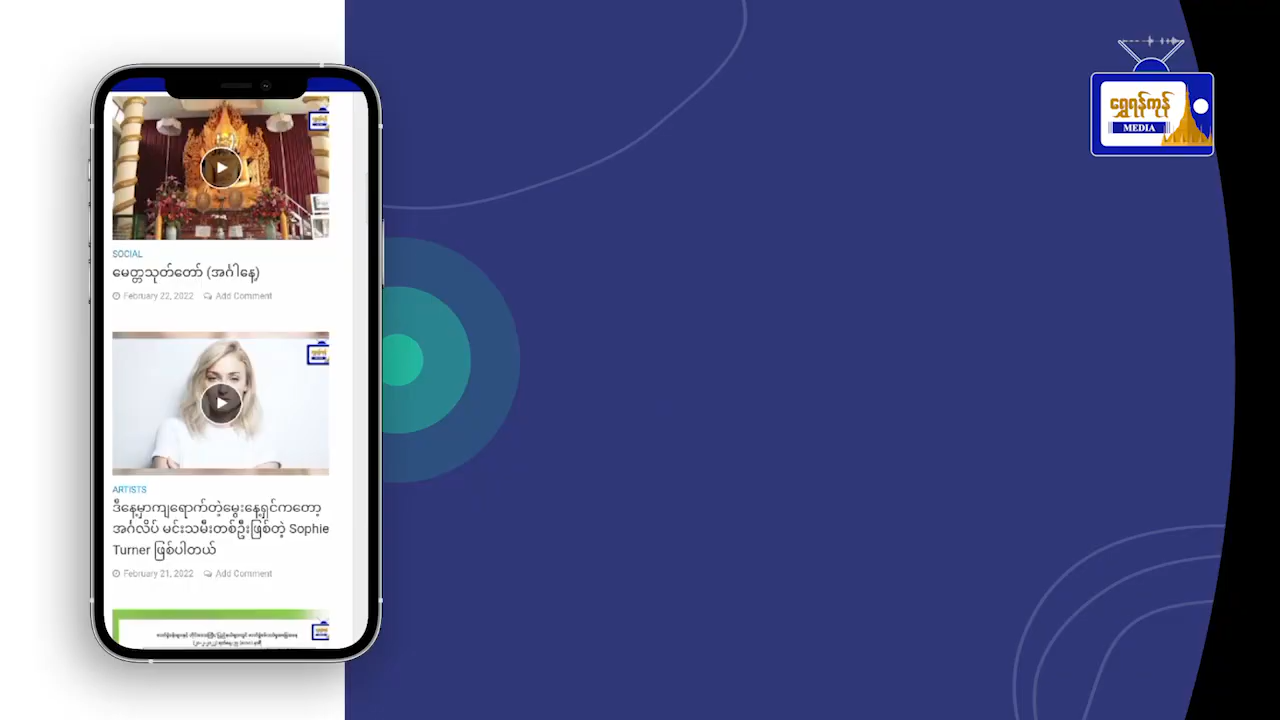 SOCIAL
မေတ္တသုတ်တော် (အင်္ဂါနေ့)
February 22, 2022 Add Comment
ARTISTS
ဒီနေ့မှာကျရောက်တဲ့မွေးနေ့ရှင်ကတော့
အင်္ဂလိပ် မင်းသမီးတစ်ဦးဖြစ်တဲ့ Sophie
Turner ဖြစ်ပါတယ်
February 21, 2022 Add Comment
ရွှေရန်ကုန်
MEDIA